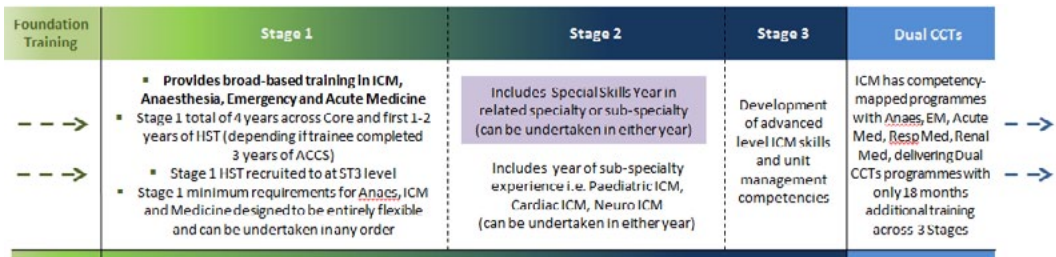 Foundation
Training
Stage 1
Stage 2
Stage 3
Dual CCTs
▪ Provides broad-based training in ICM,
Anaesthesia, Emergency and Acute Medicine
▪ Stage 1 total of 4 years across Core and first 1-2
years of HST (depending if trainee completed
3 years of ACCS)
▪ Stage 1 HST recruited to at ST3 level
▪ Stage 1 minimum requirements for Anaes, ICM
and Medicine designed to be entirely flexible
and can be undertaken in any order
Includes Special Skills Year in
related specialty or sub-specialty
(can be undertaken in either year)
Includes year of sub-specialty
experience i.e. Paediatric ICM,
Cardiac ICM, Neuro ICM
(can be undertaken in either year)
Development
of advanced
level ICM skills
and unit
management
competencies
ICM has competency-
mapped programmes
with Anaes, EM, Acute
Med, Resp Med, Renal
Med, delivering Dual
CCTs programmes with
only 18 months
additional training
across 3 Stages